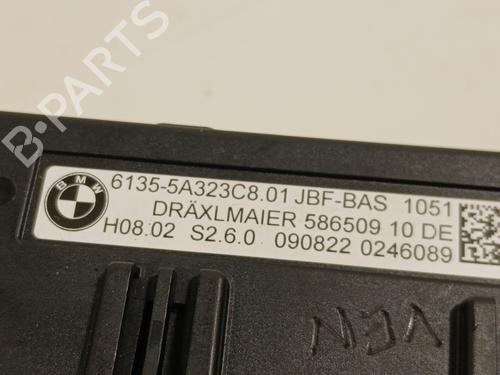 BMW
6135-5A323C8.01 JBF-BAS 1051
DRÄXLMAIER 586509 10 DE
H08.02 S2.6.0 090822 0246089
B-PARTS